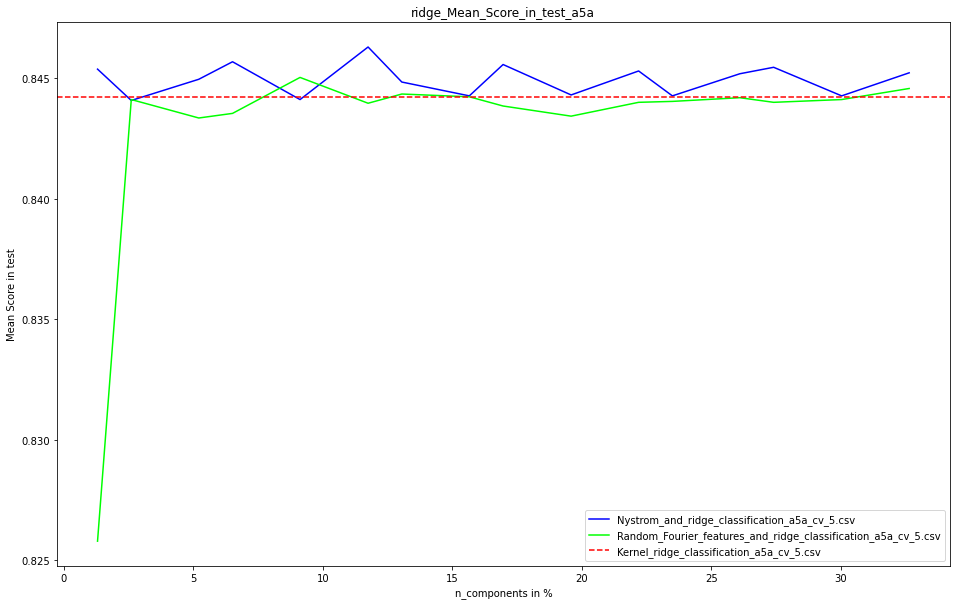 ridge_Mean_Score_in_test_a5a
Mean Score in test
0.845
0.840
0.835
0.830
0.825
0 5 10 15 20 25 30
n_components in %
Nystrom_and_ridge_classification_a5a_cv_5.csv
Random_Fourier_features_and_ridge_classification_a5a_cv_5.csv
Kernel_ridge_classification_a5a_cv_5.csv